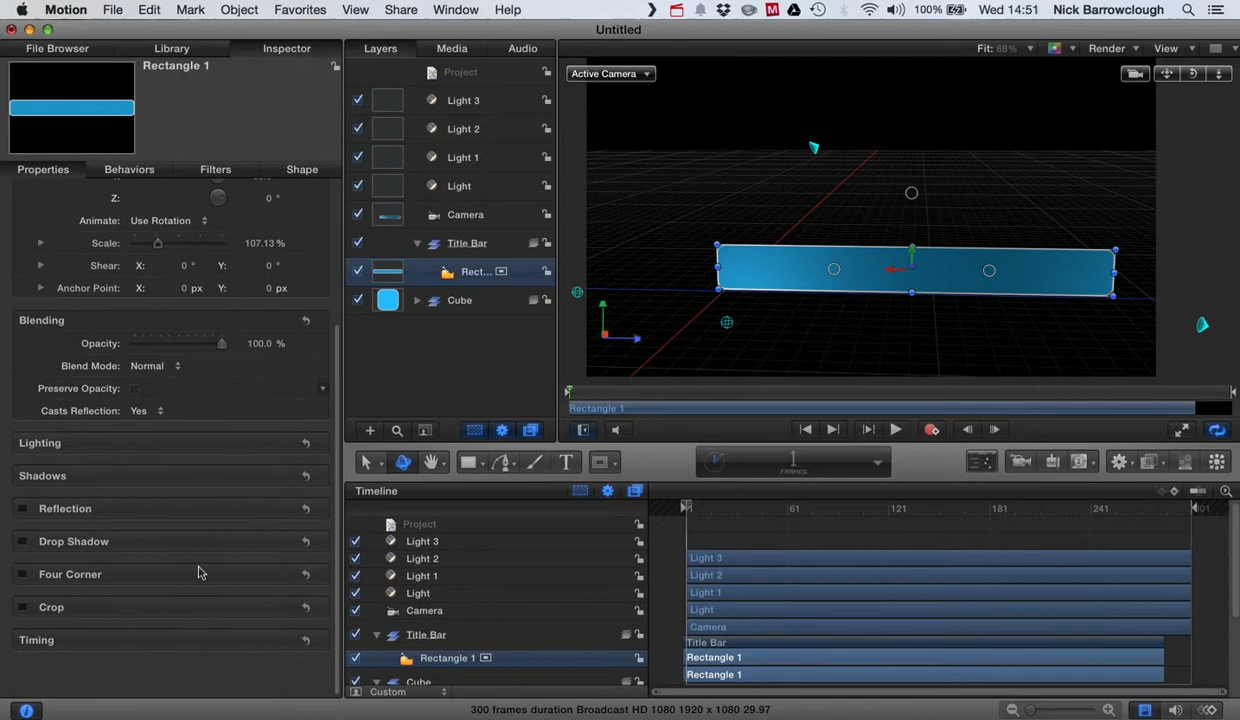 Motion File Edit Mark Object Favorites View Share Window Help 100% Wed 14:51 Nick Barrowclough
Untitled
File Browser Library Inspector Layers Media Audio Fit: 68% Render View
Rectangle 1
Project
Active Camera
Light 3
Light 2
Light 1
Properties Behaviors Filters Shape
Light
Z: 0 °
Animate: Use Rotation
Camera
Scale: 107.13 %
Title Bar
Shear: X: 0 ° Y: 0 °
Rect...
Anchor Point: X: 0 px Y: 0 px
Cube
Blending
Opacity: 100.0 %
Blend Mode: Normal
Preserve Opacity:
Casts Reflection: Yes
Rectangle 1
Lighting
Shadows
1
FRAMES
T
Timeline
Reflection
1 61 121 181 241
Project
Drop Shadow
Light 3 Light 3
Light 2 Light 2
Four Corner
Light 1 Light 1
Light Light
Crop
Camera Camera
Title Bar Title Bar
Timing
Rectangle 1 Rectangle 1
Cube Rectangle 1
Custom
300 frames duration Broadcast HD 1080 1920 x 1080 29.97